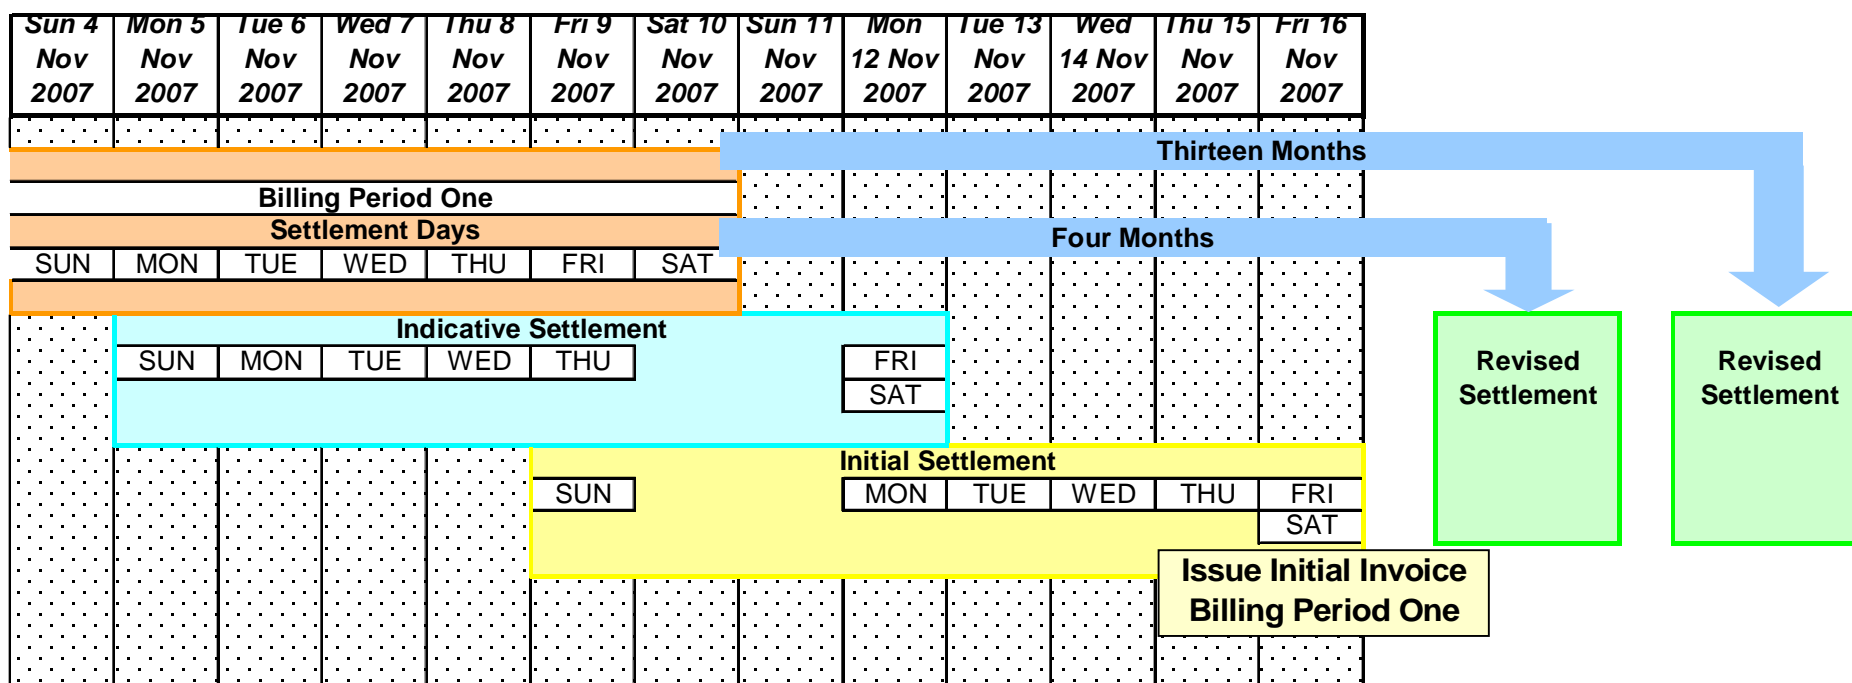 Sun 4 Nov 2007 Mon 5 Nov 2007 Tue 6 Nov 2007 Wed 7 Nov 2007 Thu 8 Nov 2007 Fri 9 Nov 2007 Sat 10 Nov 2007 Sun 11 Nov 2007 Mon 12 Nov 2007 Tue 13 Nov 2007 Wed 14 Nov 2007 Thu 15 Nov 2007 Fri 16 Nov 2007
Thirteen Months
Billing Period One
Settlement Days
Four Months
SUN MON TUE WED THU FRI SAT
Indicative Settlement
SUN MON TUE WED THU FRI
SAT
Revised
Settlement
Revised
Settlement
Initial Settlement
SUN MON TUE WED THU FRI
SAT
Issue Initial Invoice
Billing Period One